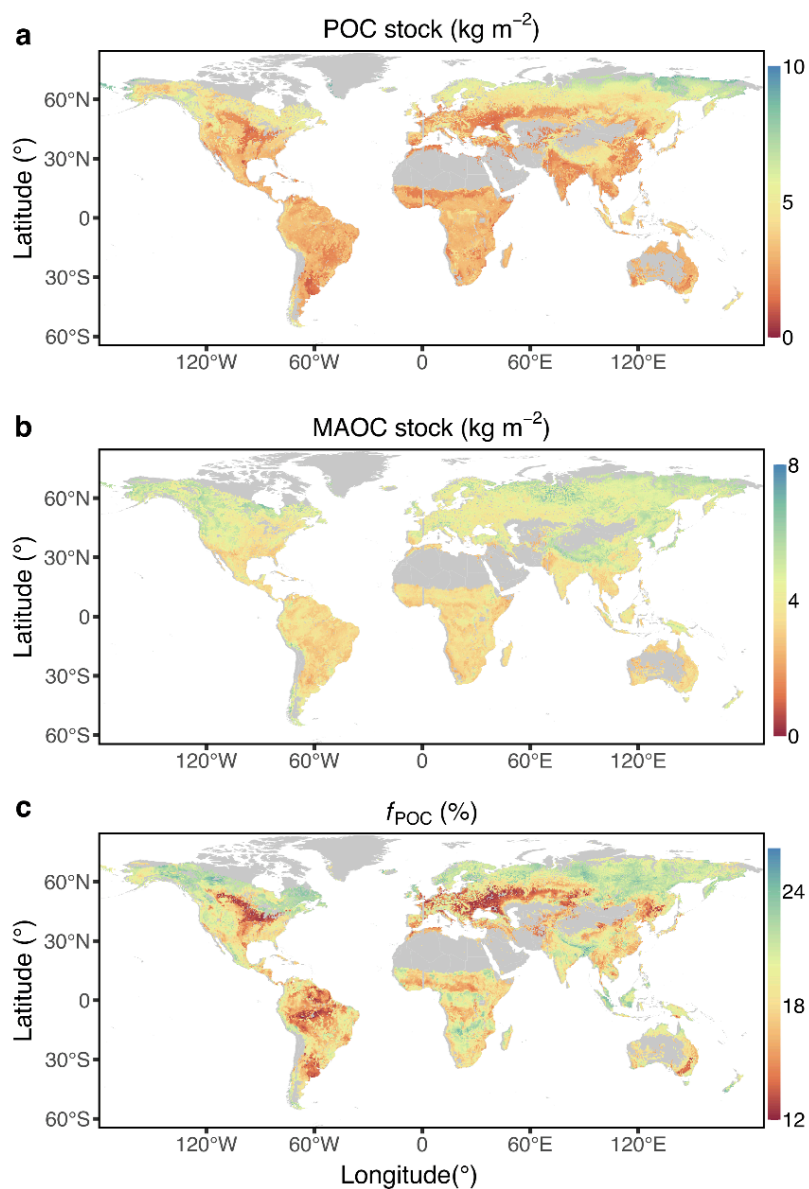 a
POC stock (kg m⁻²)
10
60°N
30°N
0
30°S
60°S
5
0
Latitude (°)
120°W 60°W 0 60°E 120°E
b
MAOC stock (kg m⁻²)
8
60°N
30°N
0
30°S
60°S
4
0
Latitude (°)
120°W 60°W 0 60°E 120°E
c
fPOC (%)
24
60°N
30°N
0
30°S
60°S
18
12
Latitude (°)
120°W 60°W 0 60°E 120°E
Longitude(°)